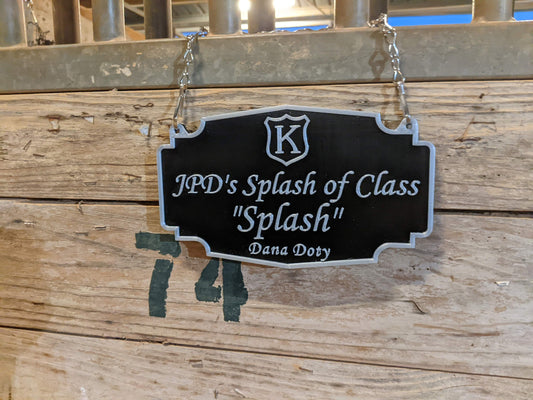 K
JPD's Splash of Class
"Splash"
Dana Doty
74